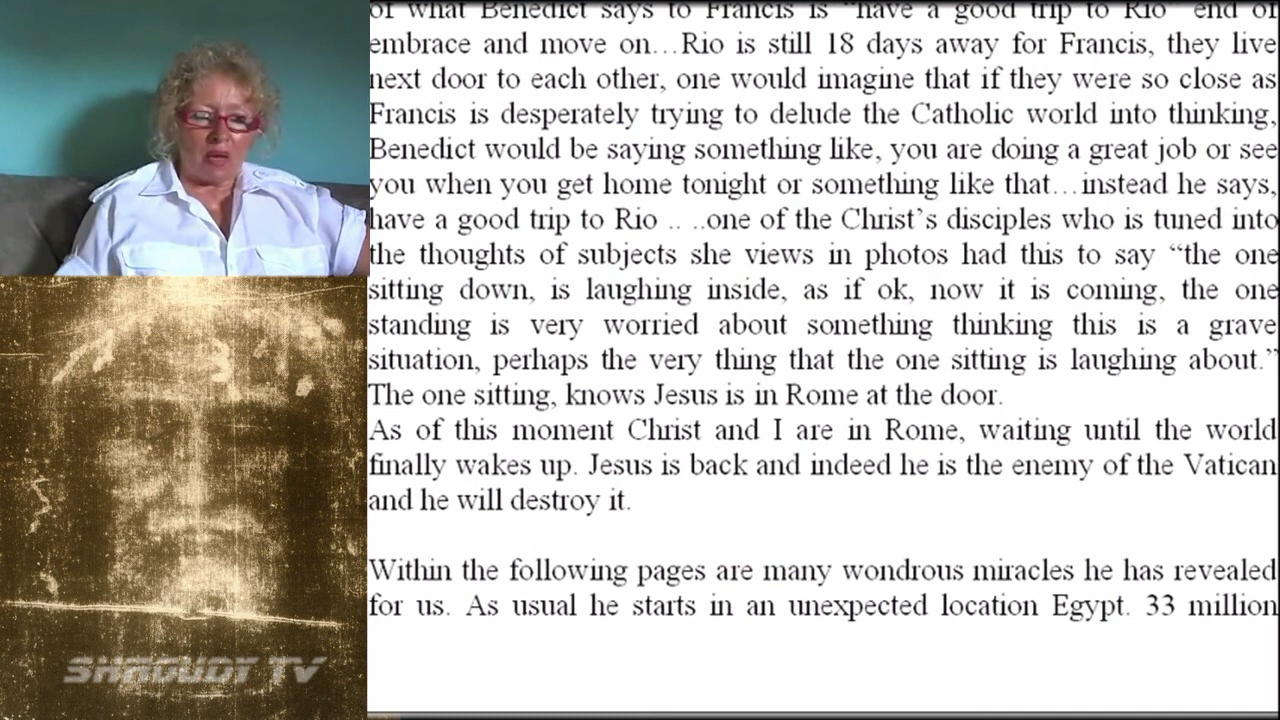 of what Benedict says to Francis is “have a good trip to Rio” end of
embrace and move on…Rio is still 18 days away for Francis, they live
next door to each other, one would imagine that if they were so close as
Francis is desperately trying to delude the Catholic world into thinking,
Benedict would be saying something like, you are doing a great job or see
you when you get home tonight or something like that…instead he says,
have a good trip to Rio .. ..one of the Christ’s disciples who is tuned into
the thoughts of subjects she views in photos had this to say “the one
sitting down, is laughing inside, as if ok, now it is coming, the one
standing is very worried about something thinking this is a grave
situation, perhaps the very thing that the one sitting is laughing about.”
The one sitting, knows Jesus is in Rome at the door.
As of this moment Christ and I are in Rome, waiting until the world
finally wakes up. Jesus is back and indeed he is the enemy of the Vatican
and he will destroy it.
Within the following pages are many wondrous miracles he has revealed
for us. As usual he starts in an unexpected location Egypt. 33 million
SHROUDT TV